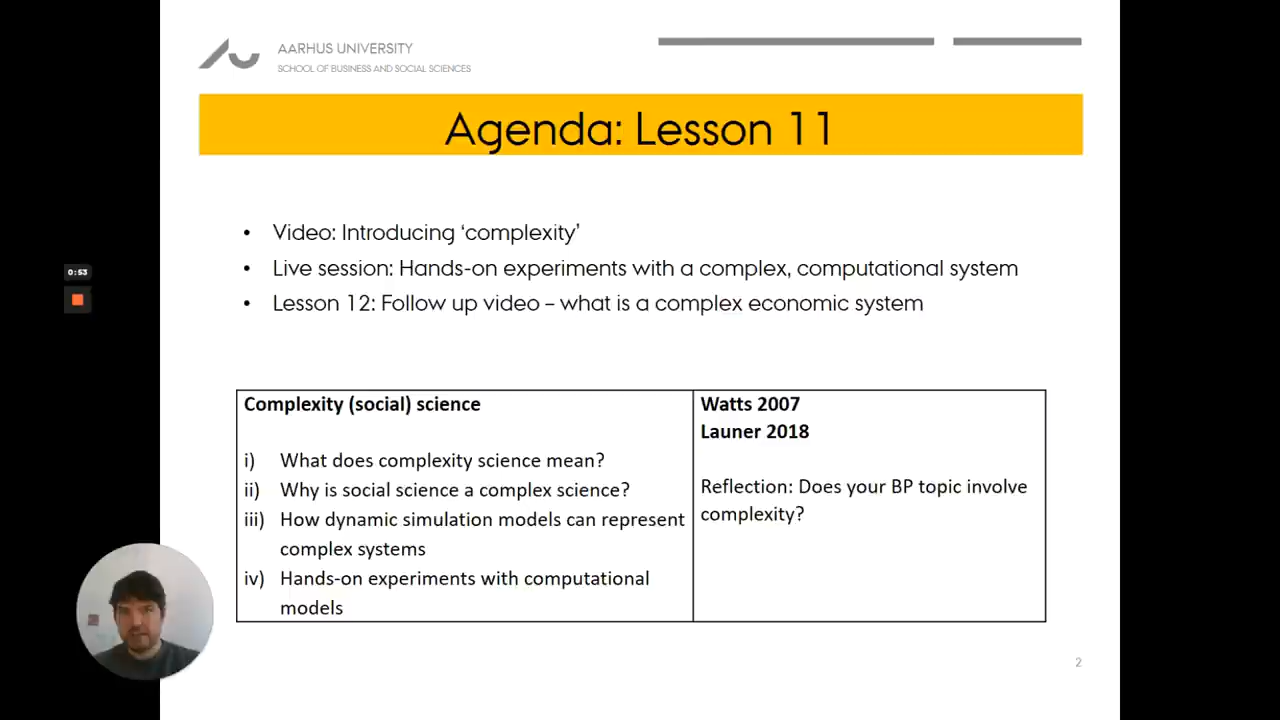 AARHUS UNIVERSITY
SCHOOL OF BUSINESS AND SOCIAL SCIENCES
Agenda: Lesson 11
• Video: Introducing ‘complexity’
• Live session: Hands-on experiments with a complex, computational system
• Lesson 12: Follow up video – what is a complex economic system
0:53
Complexity (social) science
i) What does complexity science mean?
ii) Why is social science a complex science?
iii) How dynamic simulation models can represent
complex systems
iv) Hands-on experiments with computational
models
Watts 2007
Launer 2018
Reflection: Does your BP topic involve
complexity?
2